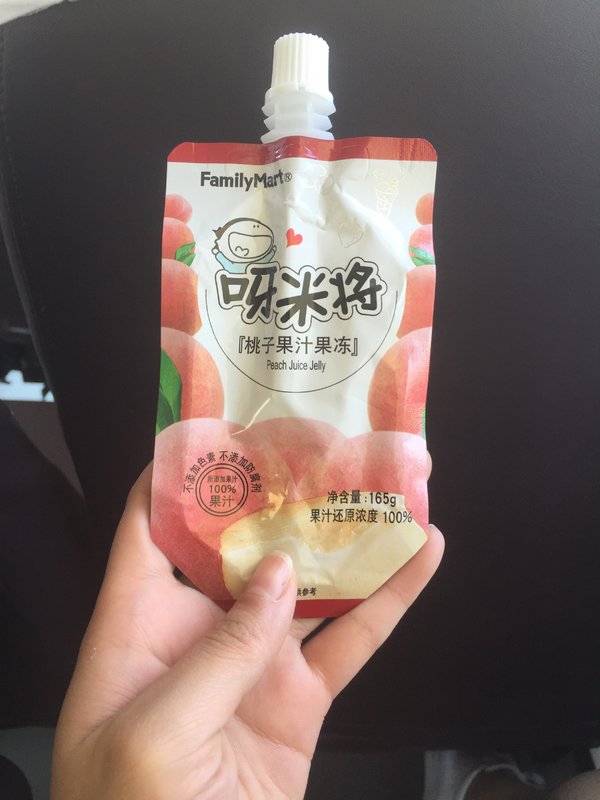 FamilyMart®
呀米将
『桃子果汁果冻』
Peach Juice Jelly
不添加色素 不添加防腐剂
所添加果汁
100%
果汁
净含量:165g
果汁还原浓度 100%
参考